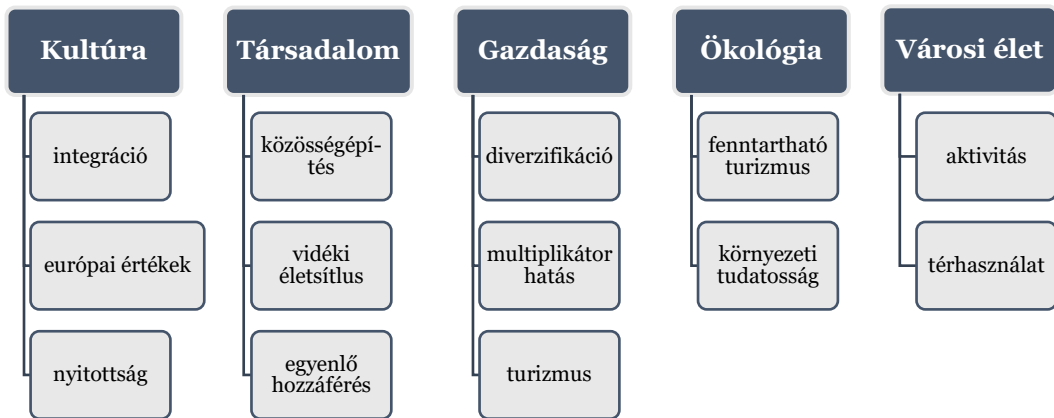 Kultúra
integráció
európai értékek
nyitottság
Társadalom
közösségépí-
tés
vidéki
életsítlus
egyenlő
hozzáférés
Gazdaság
diverzifikáció
multiplikátor
hatás
turizmus
Ökológia
fenntartható
turizmus
környezeti
tudatosság
Városi élet
aktivitás
térhasználat